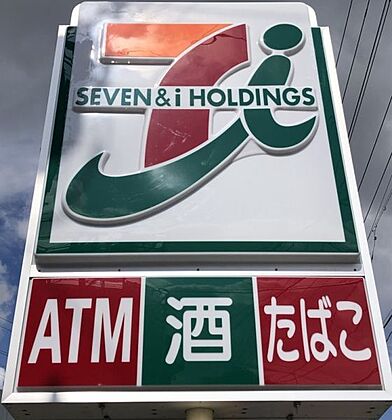 SEVEN & i HOLDINGS
ATM 酒 たばこ